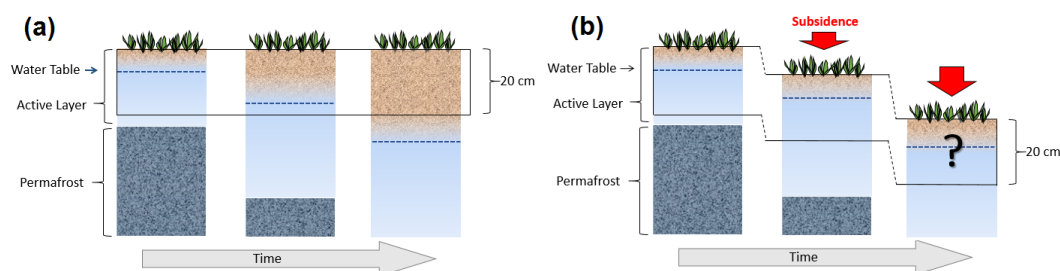 (a)
Water Table
Active Layer
Permafrost
20 cm
Time
(b)
Subsidence
Water Table
Active Layer
Permafrost
?
20 cm
Time